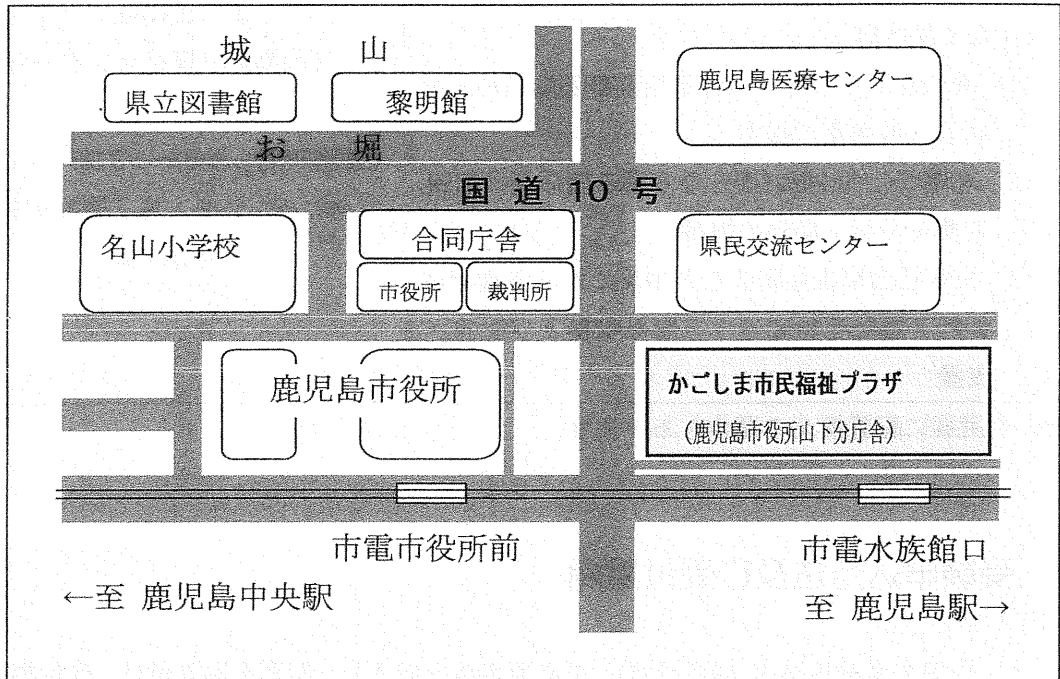 城　山
県立図書館
黎明館
鹿児島医療センター
お　堀
国　道　10　号
名山小学校
合同庁舎
市役所
裁判所
県民交流センター
鹿児島市役所
かごしま市民福祉プラザ
（鹿児島市役所山下分庁舎）
市電市役所前
市電水族館口
←至 鹿児島中央駅
至 鹿児島駅→